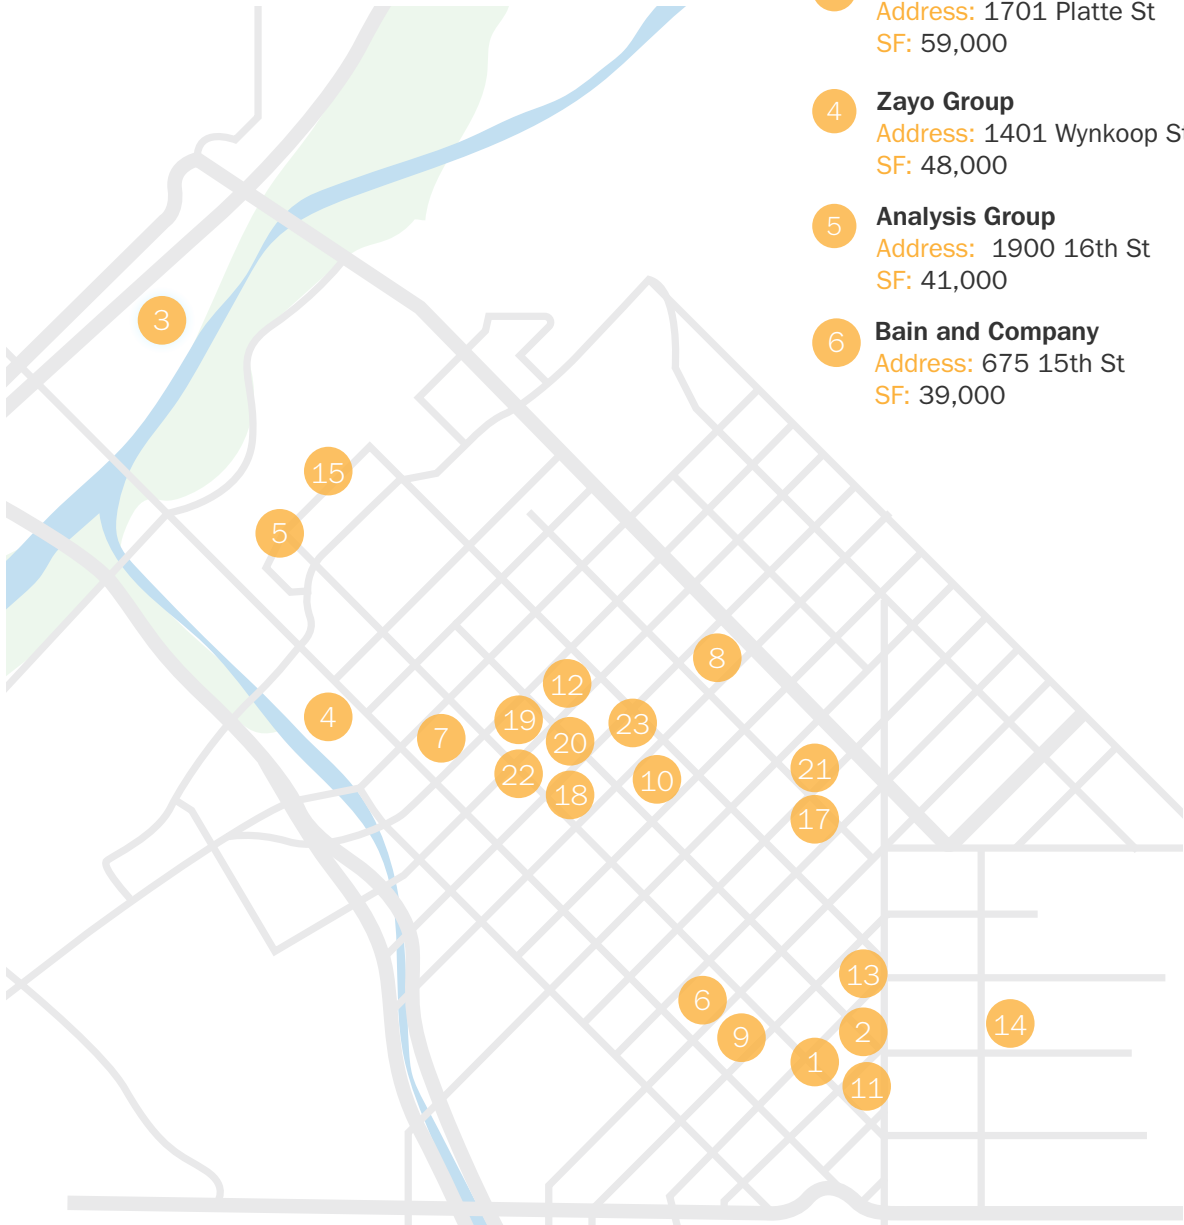 Address: 1701 Platte St
SF: 59,000
4
Zayo Group
Address: 1401 Wynkoop St
SF: 48,000
5
Analysis Group
Address: 1900 16th St
SF: 41,000
6
Bain and Company
Address: 675 15th St
SF: 39,000
3
15
5
8
12
4
19
23
7
20
22
10
21
18
17
13
6
14
2
9
1
11